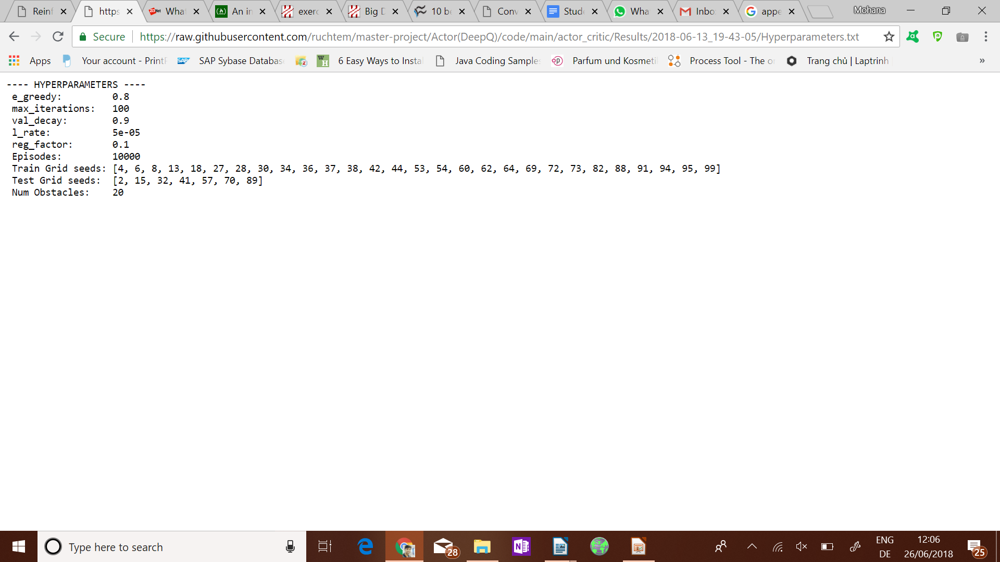 Reinf
https
ZDNet What
An in
exerc
Big D
10 be
Conv
Stude
Wha
Inbo
appe
Mohana
Secure
https://raw.githubusercontent.com/ruchtem/master-project/Actor(DeepQ)/code/main/actor_critic/Results/2018-06-13_19-43-05/Hyperparameters.txt
Apps
Your account - PrintF
SAP SAP Sybase Databas
WH 6 Easy Ways to Insta
Java Coding Samples
Parfum und Kosmeti
Process Tool - The o
Trang chủ | Laptrinh
»
---- HYPERPARAMETERS ----
e_greedy: 0.8
max_iterations: 100
val_decay: 0.9
l_rate: 5e-05
reg_factor: 0.1
Episodes: 10000
Train Grid seeds: [4, 6, 8, 13, 18, 27, 28, 30, 34, 36, 37, 38, 42, 44, 53, 54, 60, 62, 64, 69, 72, 73, 82, 88, 91, 94, 95, 99]
Test Grid seeds: [2, 15, 32, 41, 57, 70, 89]
Num Obstacles: 20
Type here to search
28
ENG
DE
12:06
26/06/2018
25